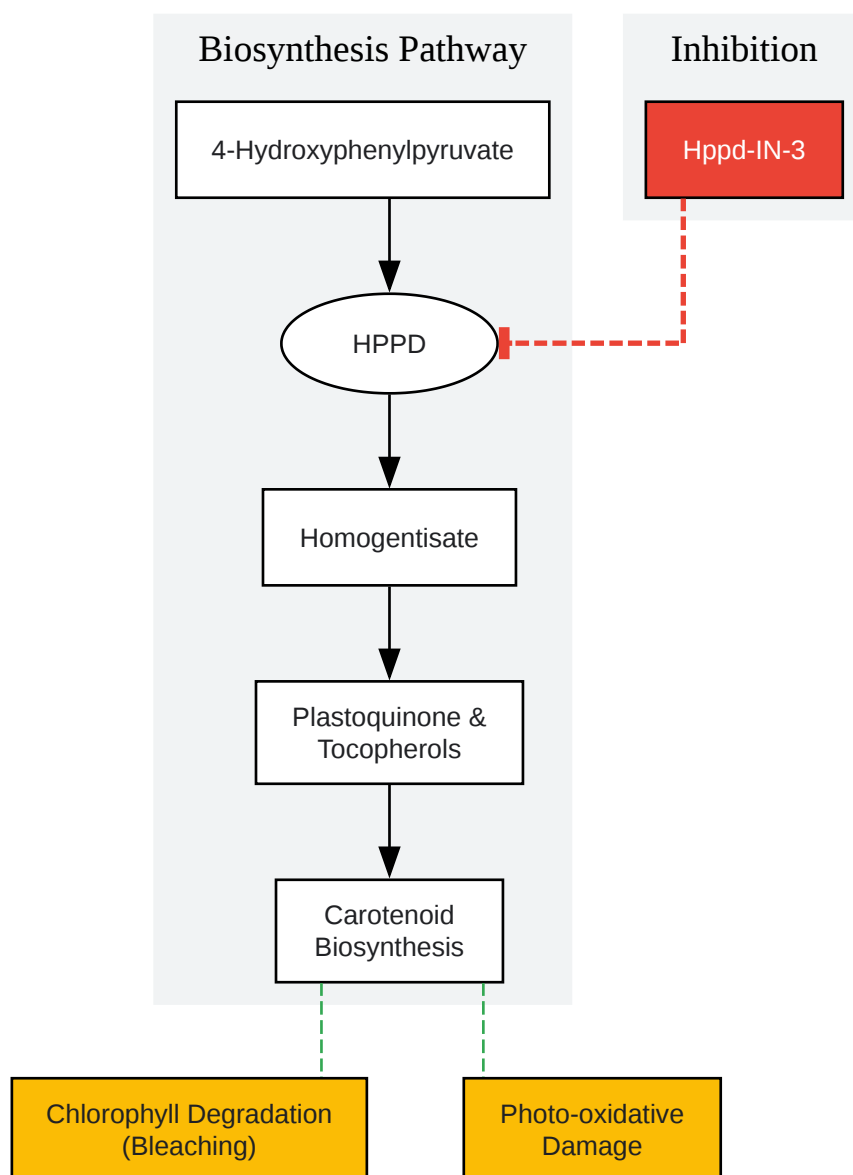 Biosynthesis Pathway
Inhibition
4-Hydroxyphenylpyruvate
Hppd-IN-3
HPPD
Homogentisate
Plastoquinone &
Tocopherols
Carotenoid
Biosynthesis
Chlorophyll Degradation
(Bleaching)
Photo-oxidative
Damage